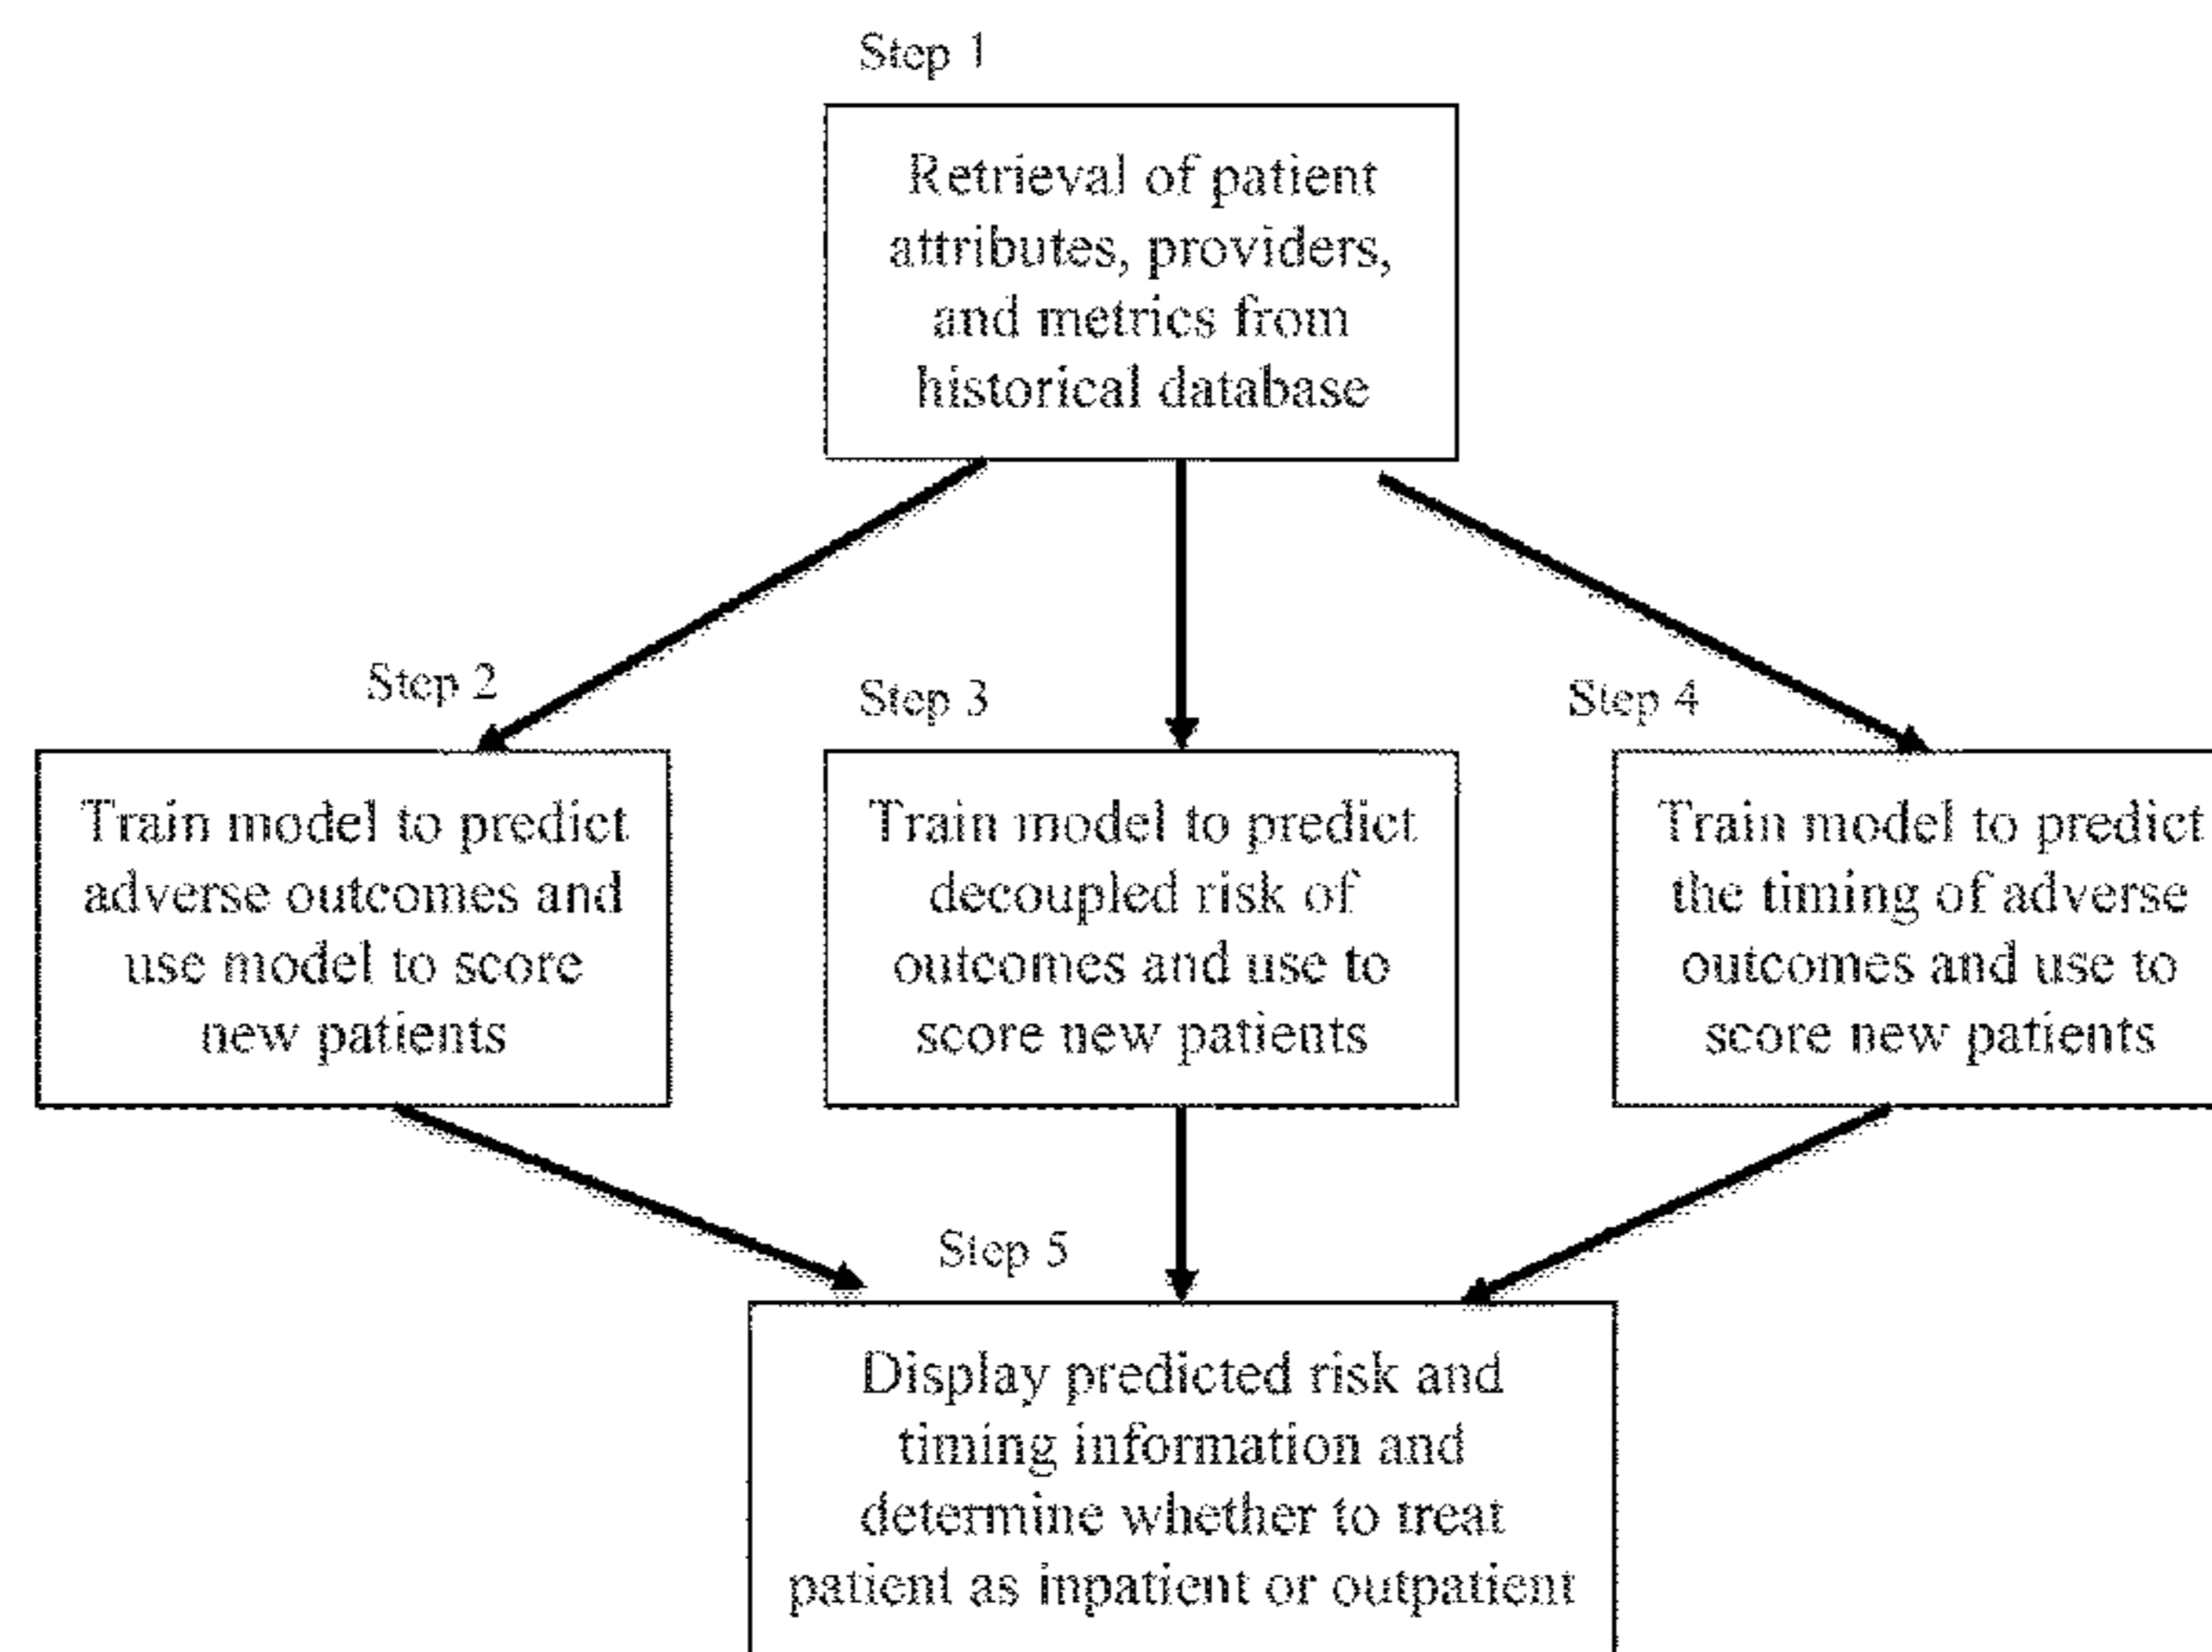 Step 1
Retrieval of patient
attributes, providers,
and metrics from
historical database
Step 2
Train model to predict
adverse outcomes and
use model to score
new patients
Step 3
Train model to predict
decoupled risk of
outcomes and use to
score new patients
Step 4
Train model to predict
the timing of adverse
outcomes and use to
score new patients
Step 5
Display predicted risk and
timing information and
determine whether to treat
patient as inpatient or outpatient